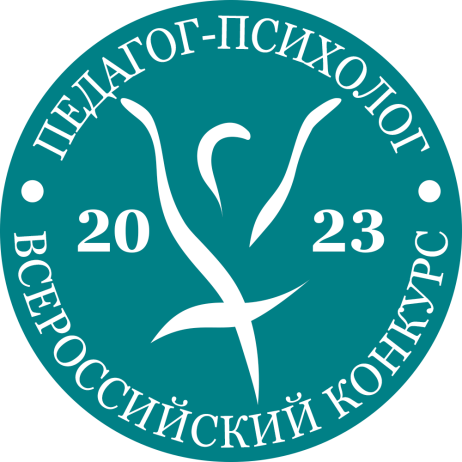 ПЕДАГОГ-ПСИХОЛОГ
20 23
ВСЕРОССИЙСКИЙ КОНКУРС